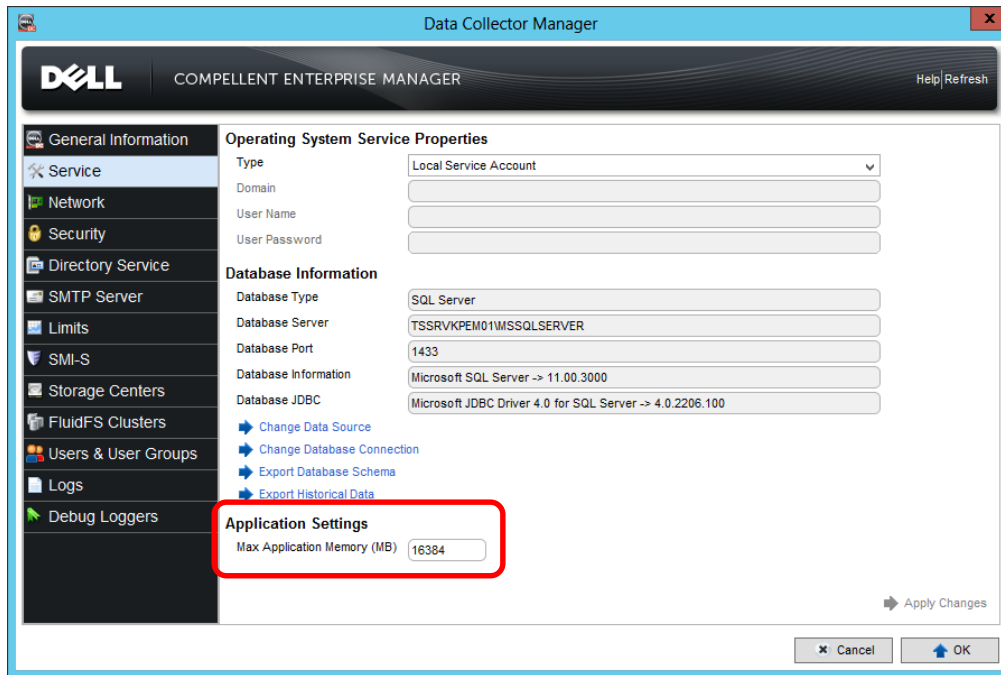 Data Collector Manager
x
DELL COMPELLENT ENTERPRISE MANAGER
Help|Refresh
General Information
Service
Network
Security
Directory Service
SMTP Server
Limits
SMI-S
Storage Centers
FluidFS Clusters
Users & User Groups
Logs
Debug Loggers
Operating System Service Properties
Type Local Service Account
Domain
User Name
User Password
Database Information
Database Type SQL Server
Database Server TSSRVKPEM01\MSSQLSERVER
Database Port 1433
Database Information Microsoft SQL Server -> 11.00.3000
Database JDBC Microsoft JDBC Driver 4.0 for SQL Server -> 4.0.2206.100
Change Data Source
Change Database Connection
Export Database Schema
Export Historical Data
Application Settings
Max Application Memory (MB) 16384
Apply Changes
Cancel
OK